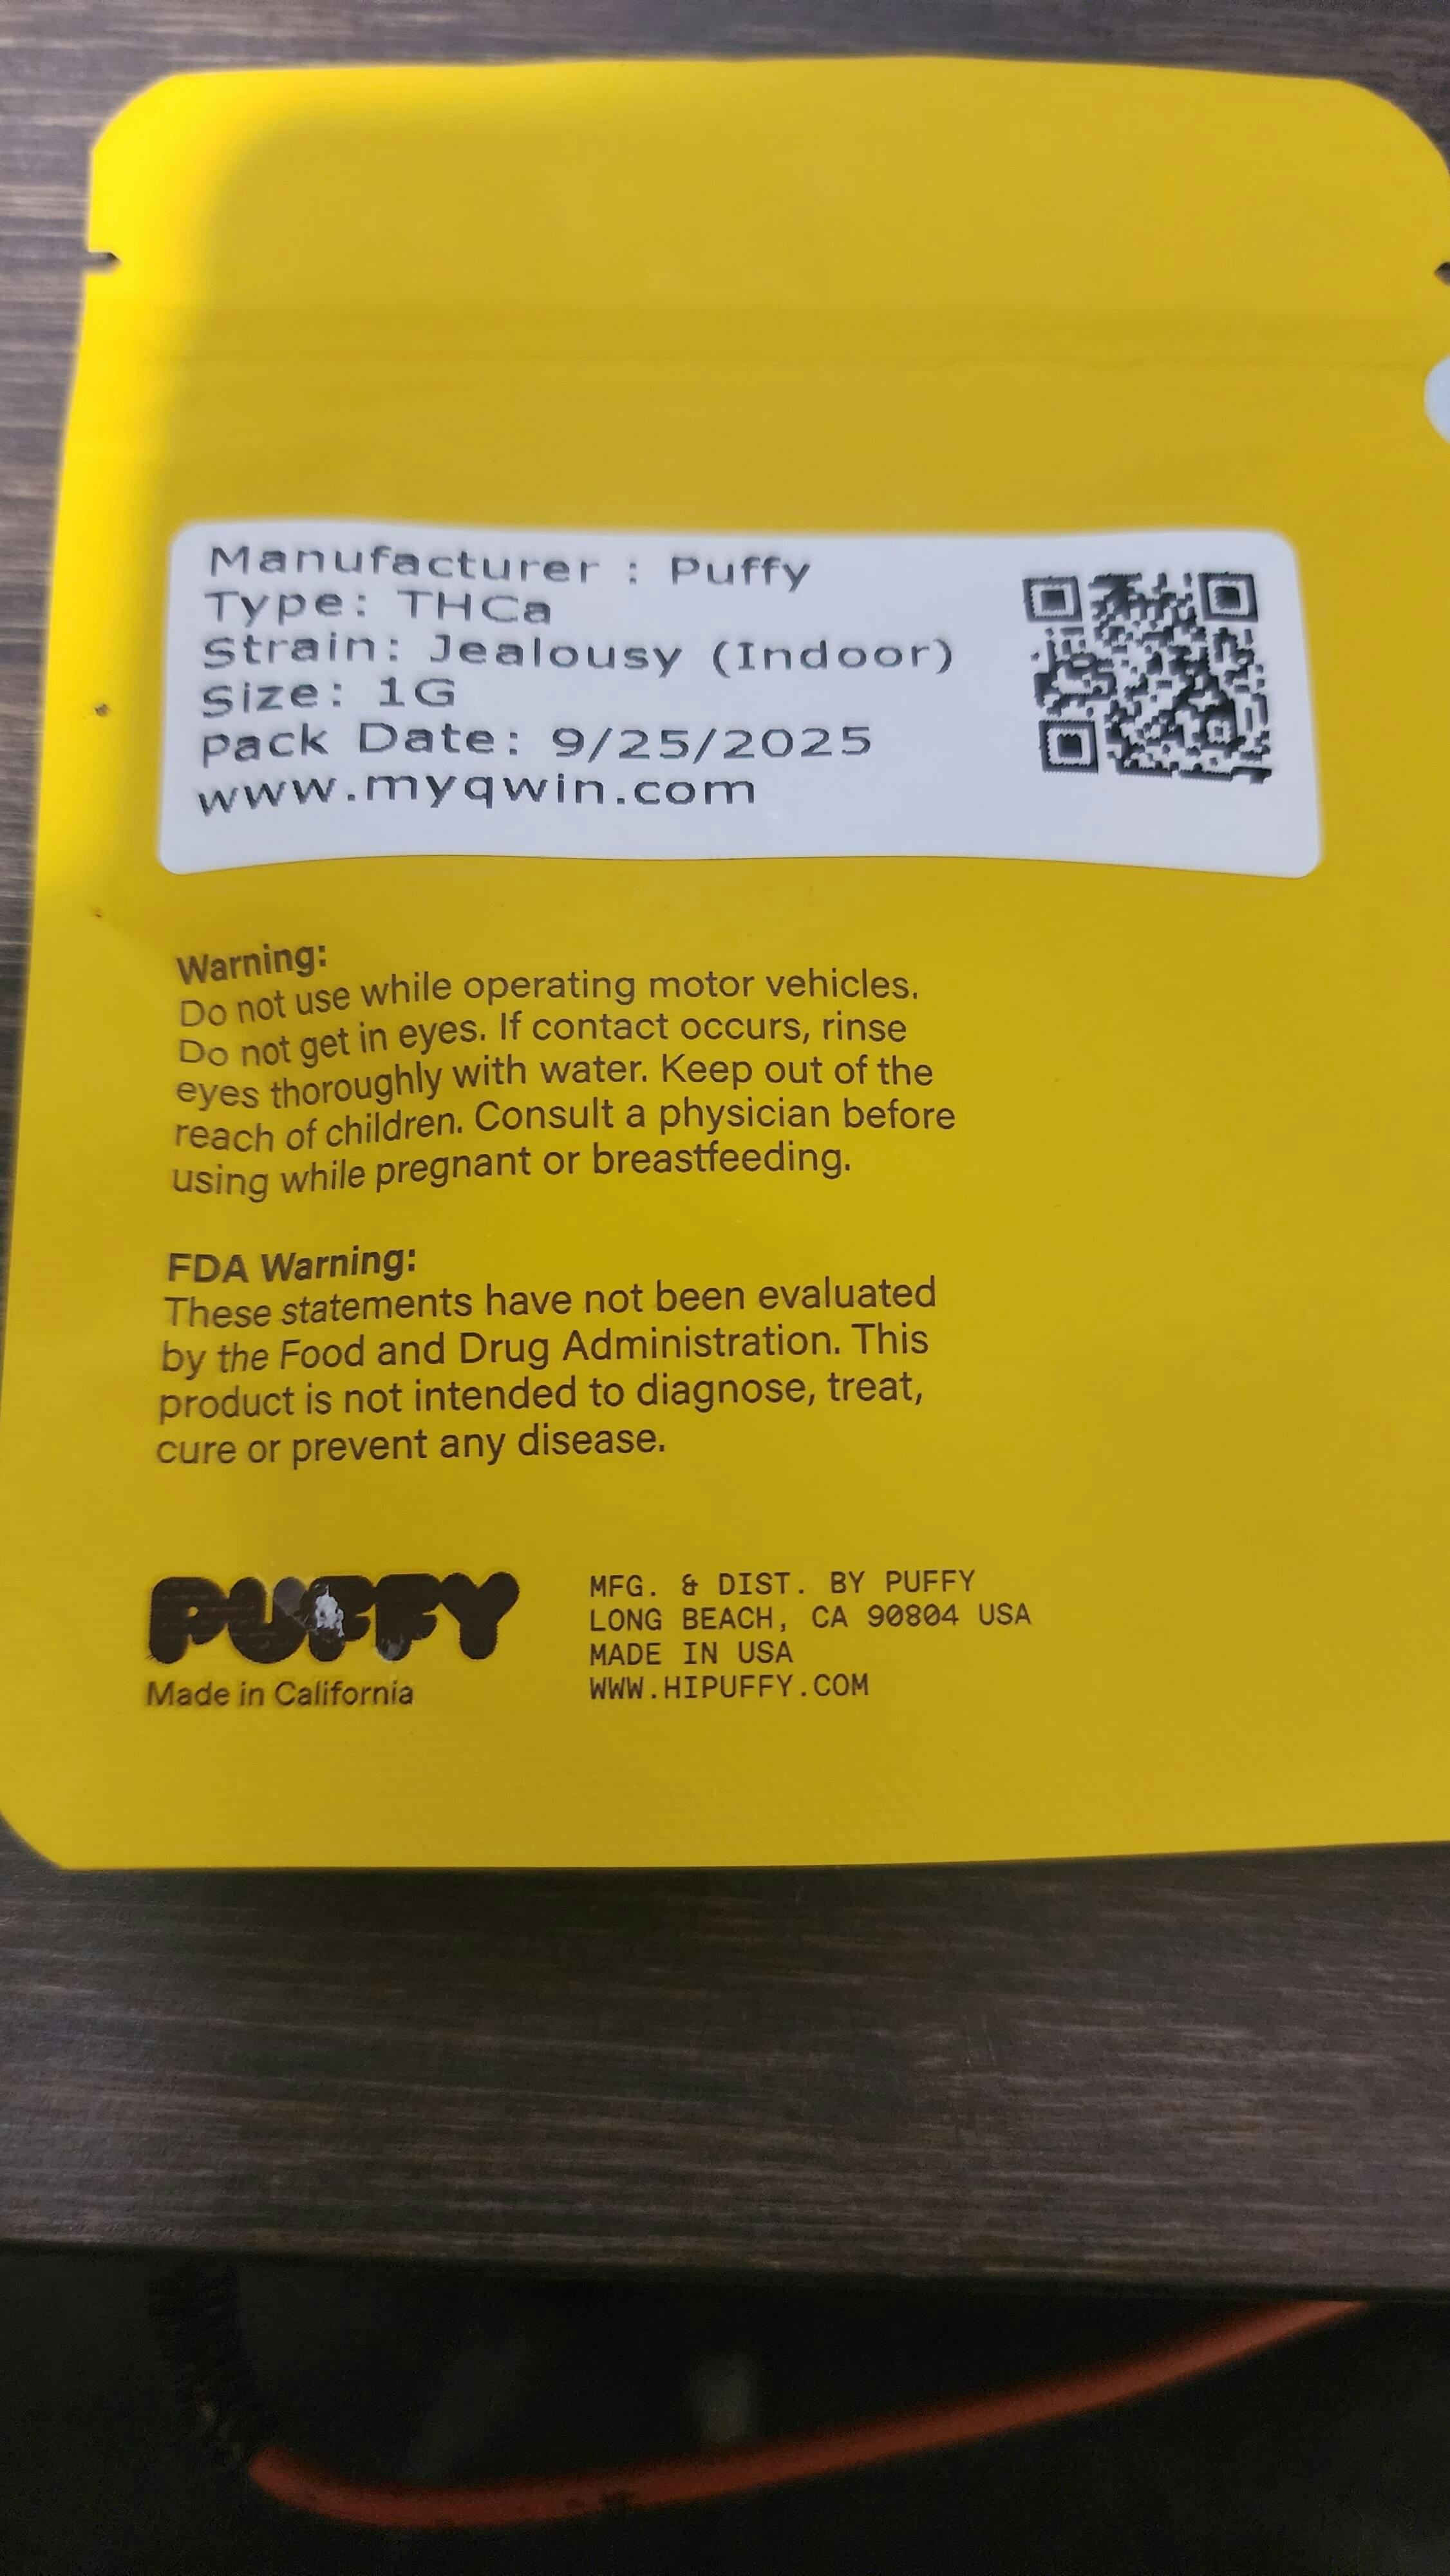 Manufacturer : Puffy
Type: THCa
Strain: Jealousy (Indoor)
Size: 1G
Pack Date: 9/25/2025
www.myqwin.com
Warning:
Do not use while operating motor vehicles.
Do not get in eyes. If contact occurs, rinse
eyes thoroughly with water. Keep out of the
reach of children. Consult a physician before
using while pregnant or breastfeeding.
FDA Warning:
These statements have not been evaluated
by the Food and Drug Administration. This
product is not intended to diagnose, treat,
cure or prevent any disease.
PUFFY
Made in California
MFG. & DIST. BY PUFFY
LONG BEACH, CA 90804 USA
MADE IN USA
WWW.HIPUFFY.COM